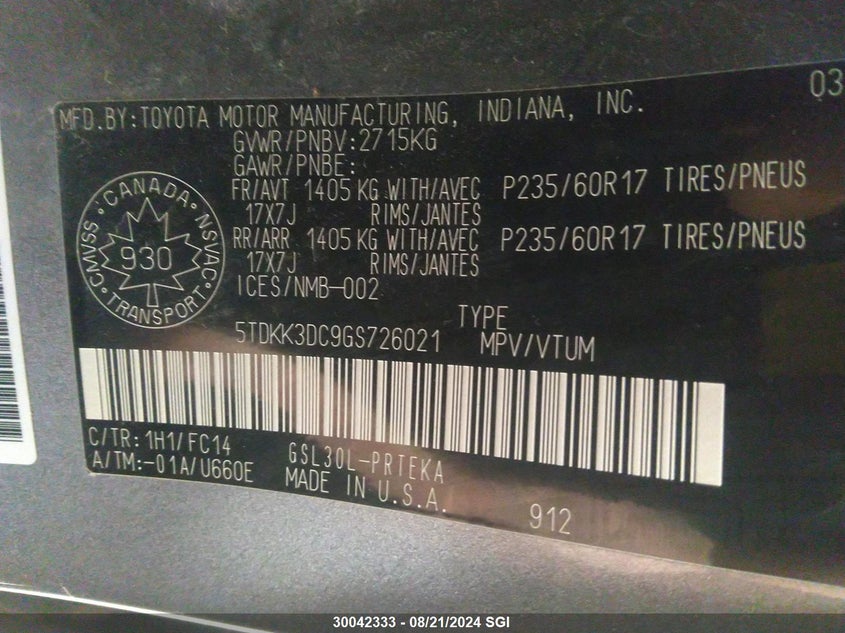 03
MFD.BY:TOYOTA MOTOR MANUFACTURING, INDIANA, INC.
GVWR/PNBV:2715KG
GAWR/PNBE:
FR/AVT 1405 KG WITH/AVEC P235/60R17 TIRES/PNEUS
17X7J RIMS/JANTES
RR/ARR 1405 KG WITH/AVEC P235/60R17 TIRES/PNEUS
17X7J RIMS/JANTES
ICES/NMB-002
CANADA · NSVAC · TRANSPORT · CMVSS ·
930
TYPE
5TDKK3DC9GS726021 MPV/VTUM
C/TR: 1H1/FC14 GSL30L-PRTEKA
A/TM:-01A/U660E MADE IN U.S.A.
912
30042333 - 08/21/2024 SGI